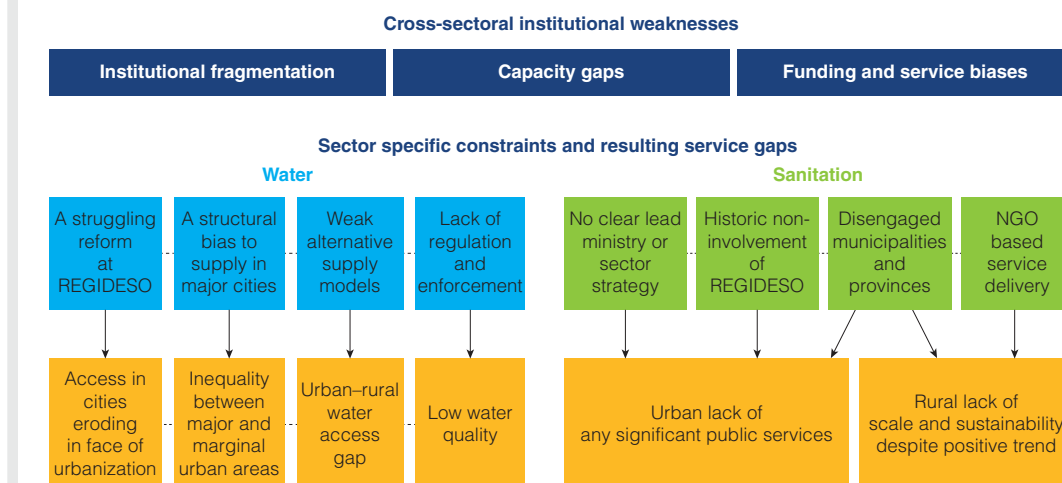 Cross-sectoral institutional weaknesses
Institutional fragmentation
Capacity gaps
Funding and service biases
Sector specific constraints and resulting service gaps
Water
Sanitation
A struggling
reform
at
REGIDESO
A structural
bias to
supply in
major cities
Weak
alternative
supply
models
Lack of
regulation
and
enforcement
No clear lead
ministry or
sector
strategy
Historic non-
involvement
of
REGIDESO
Disengaged
municipalities
and
provinces
NGO
based
service
delivery
Access in
cities
eroding
in face of
urbanization
Inequality
between
major and
marginal
urban areas
Urban–rural
water
access
gap
Low water
quality
Urban lack of
any significant public services
Rural lack of
scale and sustainability
despite positive trend